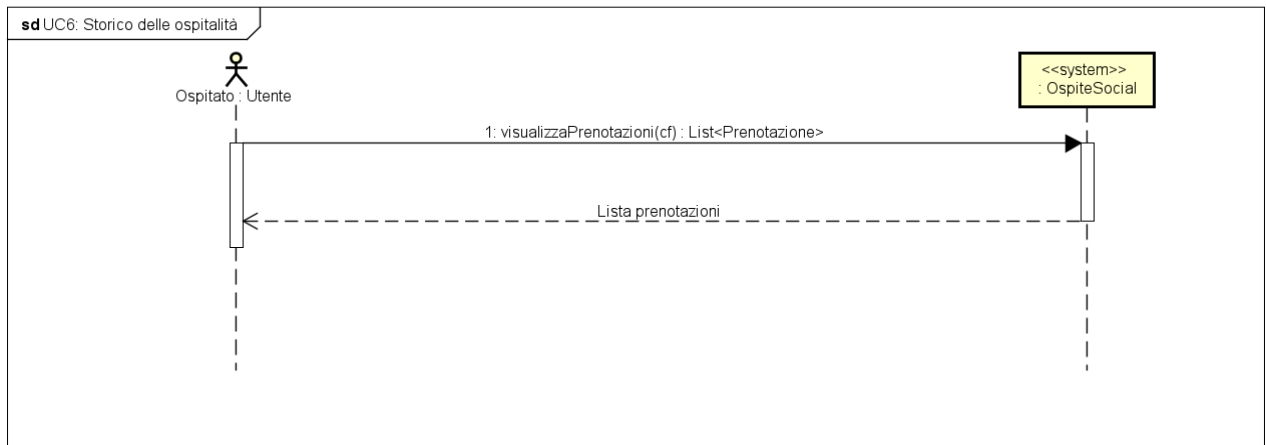 sd UC6: Storico delle ospitalità
Ospitato : Utente
<<system>>
: OspiteSocial
1: visualizzaPrenotazioni(cf) : List<Prenotazione>
Lista prenotazioni